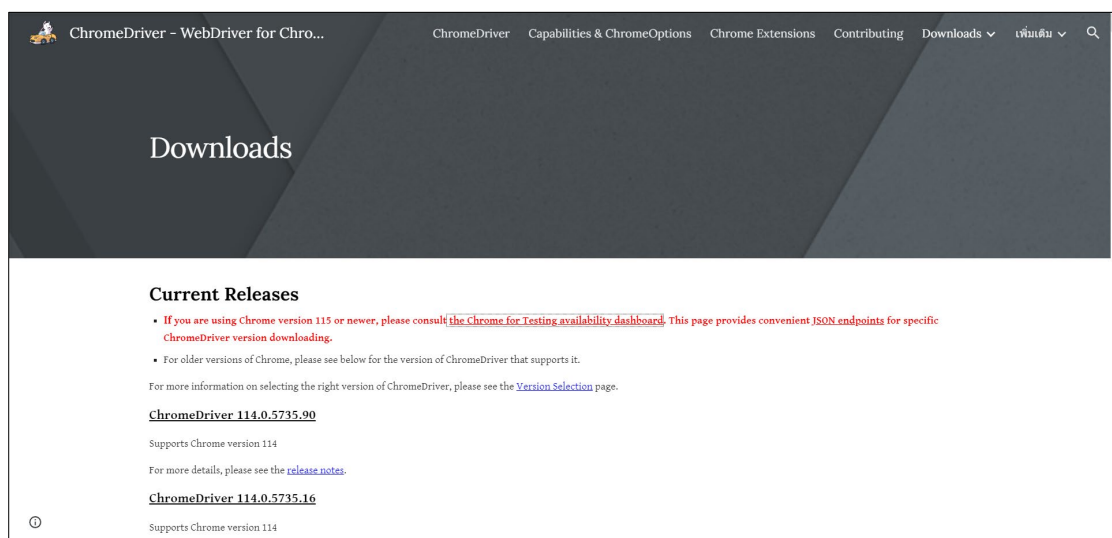 ChromeDriver - WebDriver for Chro...
ChromeDriver Capabilities & ChromeOptions Chrome Extensions Contributing Downloads เพิ่มเติม
Downloads
Current Releases
If you are using Chrome version 115 or newer, please consult the Chrome for Testing availability dashboard. This page provides convenient JSON endpoints for specific
ChromeDriver version downloading.
For older versions of Chrome, please see below for the version of ChromeDriver that supports it.
For more information on selecting the right version of ChromeDriver, please see the Version Selection page.
ChromeDriver 114.0.5735.90
Supports Chrome version 114
For more details, please see the release notes.
ChromeDriver 114.0.5735.16
Supports Chrome version 114